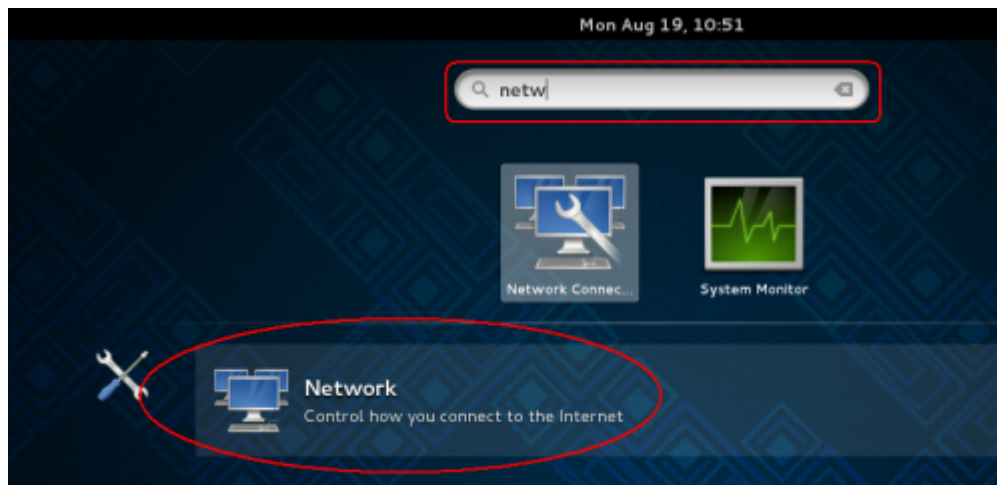 Mon Aug 19, 10:51
netw
Network Connec...
System Monitor
Network
Control how you connect to the Internet